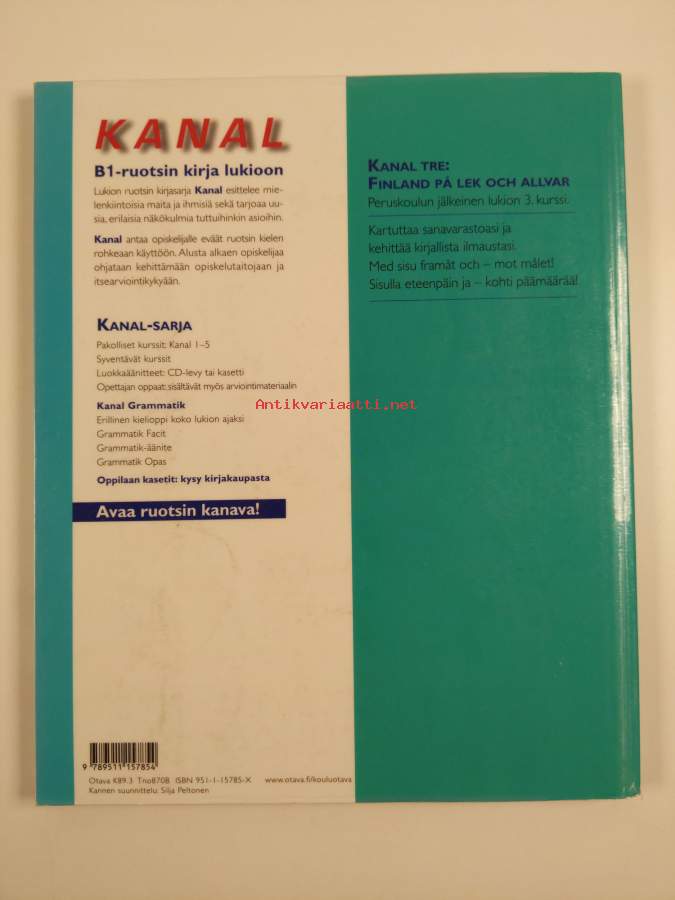 KANAL
B1-ruotsin kirja lukioon
Lukion ruotsin kirjasarja Kanal esittelee mie-
lenkiintoisia maita ja ihmisiä sekä tarjoaa uu-
sia, erilaisia näkökulmia tuttuihinkin asioihin.
Kanal antaa opiskelijalle eväät ruotsin kielen
rohkeaan käyttöön. Alusta alkaen opiskelijaa
ohjataan kehittämään opiskelutaitojaan ja
itsearviointikykyään.
KANAL-SARJA
Pakolliset kurssit: Kanal 1–5
Syventävät kurssit
Luokkaäänitteet: CD-levy tai kasetti
Opettajan oppaat: sisältävät myös arviointimateriaalin
Kanal Grammatik
Erillinen kielioppi koko lukion ajaksi
Grammatik Facit
Grammatik-äänite
Grammatik Opas
Oppilaan kasetit: kysy kirjakaupasta
Avaa ruotsin kanava!
9 789511 157854
Otava K89.3 Tno870B ISBN 951-1-15785-X www.otava.fi/kouluotava
Kannen suunnittelu: Silja Peltonen
KANAL TRE:
FINLAND PÅ LEK OCH ALLVAR
Peruskoulun jälkeinen lukion 3. kurssi.
Kartuttaa sanavarastoasi ja
kehittää kirjallista ilmaustasi.
Med sisu framåt och – mot målet!
Sisulla eteenpäin ja – kohti päämäärää!
Antikvariaatti.net